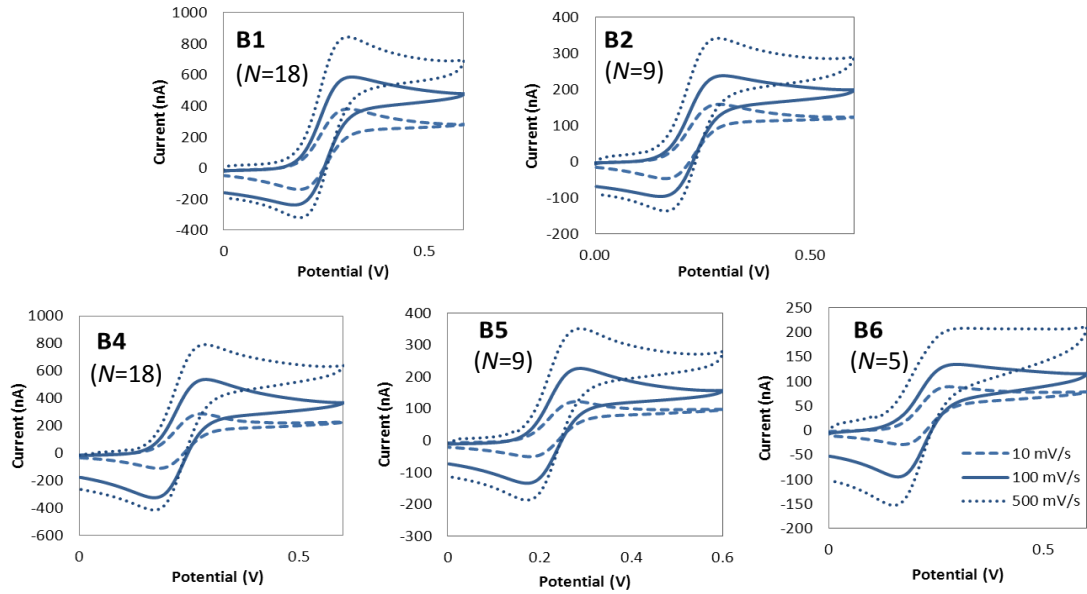 B1
(N=18)
Current (nA)
1000
800
600
400
200
0
-200
-400
0
0.5
Potential (V)
B2
(N=9)
Current (nA)
400
300
200
100
0
-100
-200
0.00
0.50
Potential (V)
B4
(N=18)
Current (nA)
1000
800
600
400
200
0
-200
-400
-600
0
0.5
Potential (V)
B5
(N=9)
Current (nA)
400
300
200
100
0
-100
-200
-300
0
0.2
0.4
0.6
Potential (V)
B6
(N=5)
Current (nA)
250
200
150
100
50
0
-50
-100
-150
-200
0
0.5
Potential (V)
10 mV/s
100 mV/s
500 mV/s